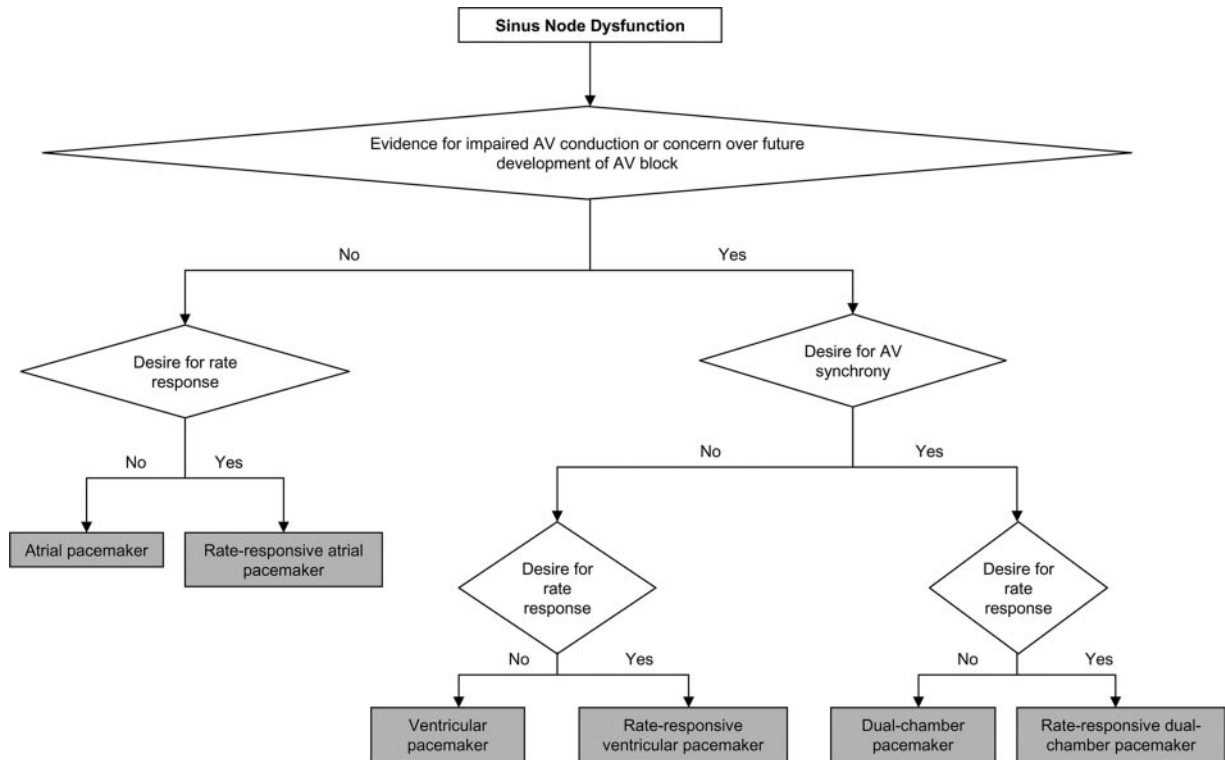 Sinus Node Dysfunction
Evidence for impaired AV conduction or concern over future
development of AV block
No
Yes
Desire for rate
response
Desire for AV
synchrony
No
Yes
No
Yes
Atrial pacemaker
Rate-responsive atrial
pacemaker
Desire for
rate
response
Desire for
rate
response
No
Yes
No
Yes
Ventricular
pacemaker
Rate-responsive
ventricular pacemaker
Dual-chamber
pacemaker
Rate-responsive dual-
chamber pacemaker